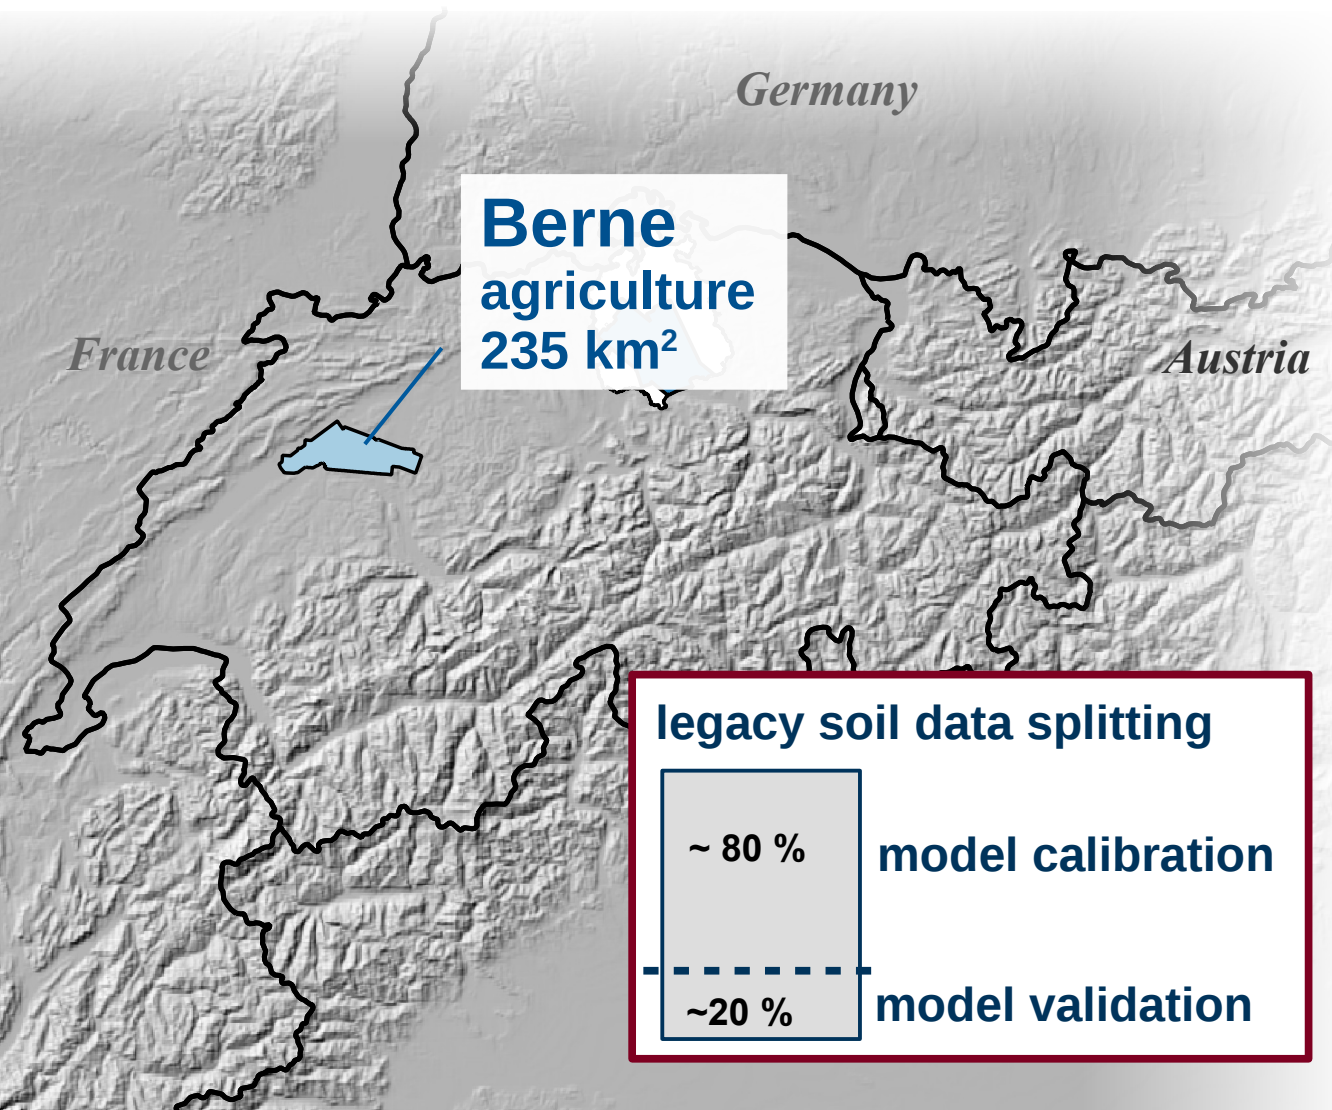 Germany
Berne
agriculture
235 km²
France
Austria
legacy soil data splitting
~ 80 %
model calibration
~20 %
model validation